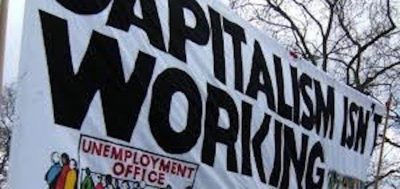 CAPITALISM ISN'T
WORKING
UNEMPLOYMENT
OFFICE